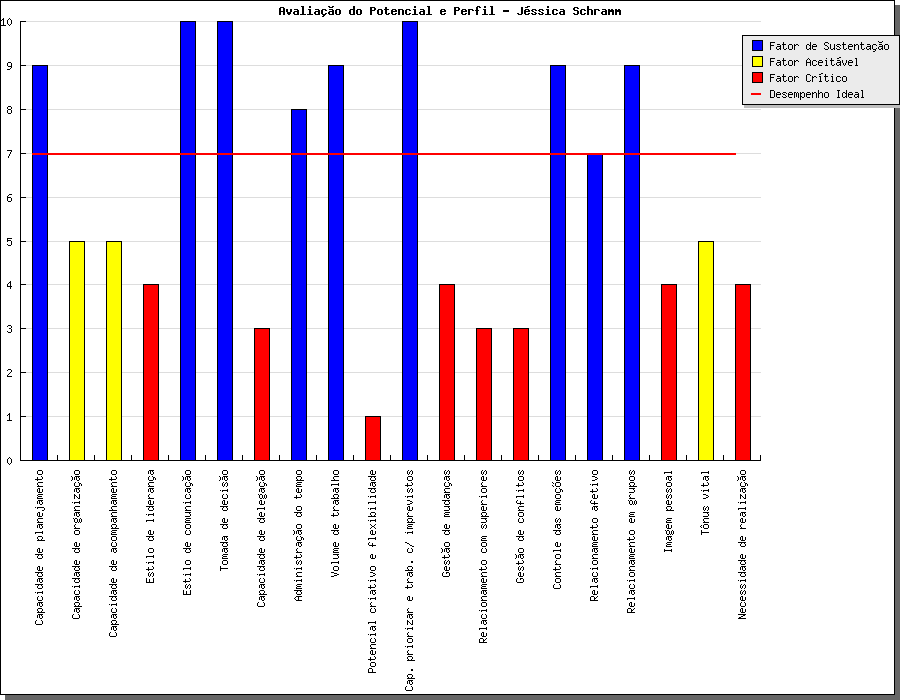 Avaliação do Potencial e Perfil - Jéssica Schramm
Fator de Sustentação
Fator Aceitável
Fator Crítico
Desempenho Ideal
10
9
8
7
6
5
4
3
2
1
0
Capacidade de planejamento
Capacidade de organização
Capacidade de acompanhamento
Estilo de liderança
Estilo de comunicação
Tomada de decisão
Capacidade de delegação
Administração do tempo
Volume de trabalho
Potencial criativo e flexibilidade
Cap. priorizar e trab. c/ imprevistos
Gestão de mudanças
Relacionamento com superiores
Gestão de conflitos
Controle das emoções
Relacionamento afetivo
Relacionamento em grupos
Imagem pessoal
Tônus vital
Necessidade de realização